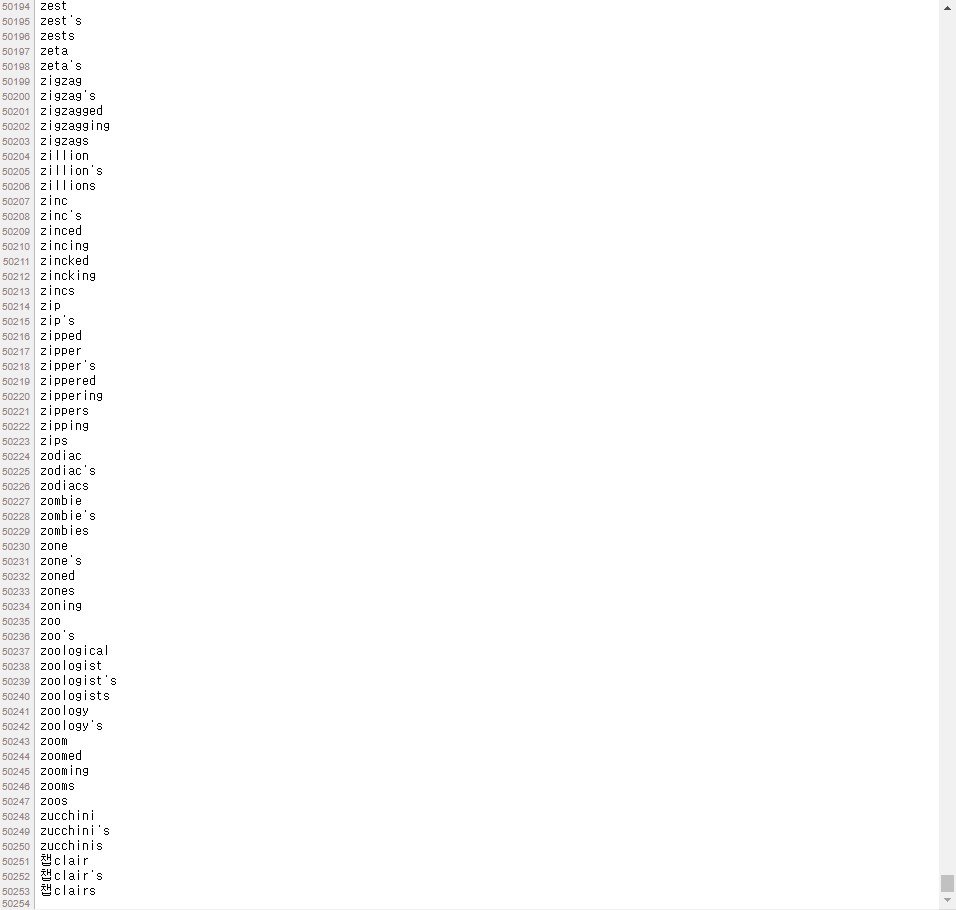 50194 zest
50195 zest's
50196 zests
50197 zeta
50198 zeta's
50199 zigzag
50200 zigzag's
50201 zigzagged
50202 zigzagging
50203 zigzags
50204 zillion
50205 zillion's
50206 zillions
50207 zinc
50208 zinc's
50209 zinced
50210 zincing
50211 zincked
50212 zincking
50213 zincs
50214 zip
50215 zip's
50216 zipped
50217 zipper
50218 zipper's
50219 zippered
50220 zippering
50221 zippers
50222 zipping
50223 zips
50224 zodiac
50225 zodiac's
50226 zodiacs
50227 zombie
50228 zombie's
50229 zombies
50230 zone
50231 zone's
50232 zoned
50233 zones
50234 zoning
50235 zoo
50236 zoo's
50237 zoological
50238 zoologist
50239 zoologist's
50240 zoologists
50241 zoology
50242 zoology's
50243 zoom
50244 zoomed
50245 zooming
50246 zooms
50247 zoos
50248 zucchini
50249 zucchini's
50250 zucchinis
50251 챕clair
50252 챕clair's
50253 챕clairs
50254